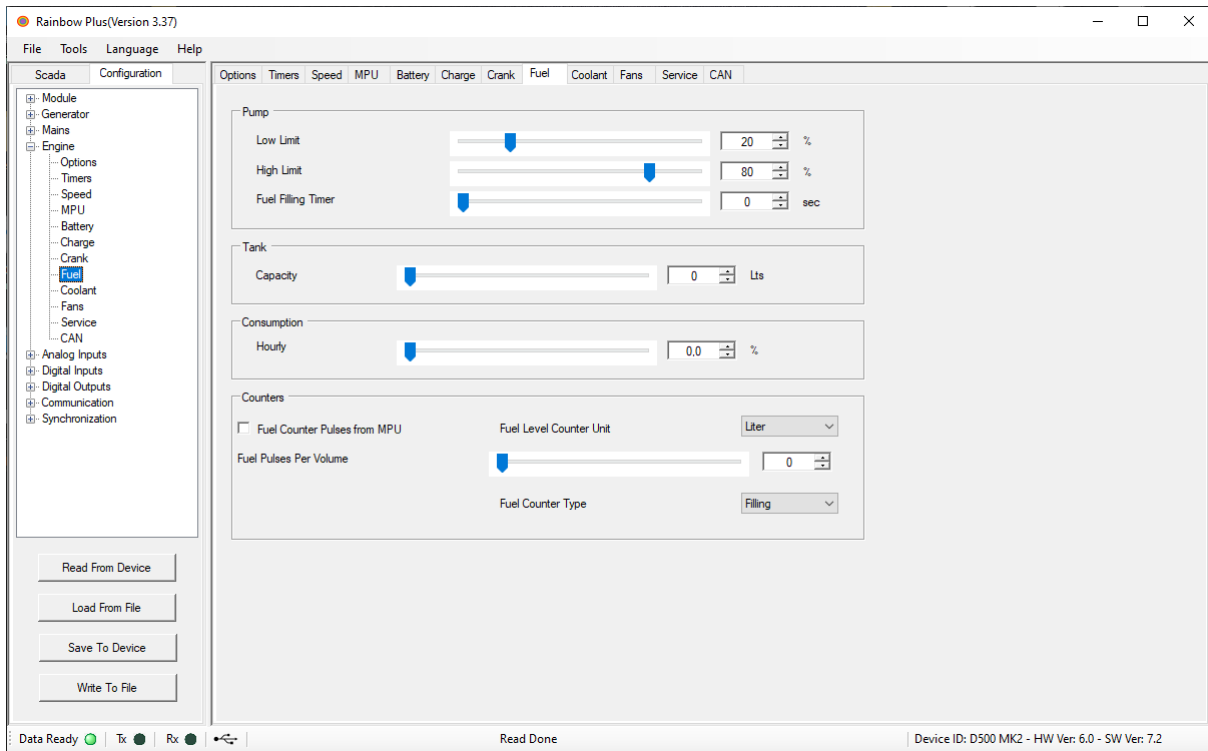 Rainbow Plus(Version 3.37)
File Tools Language Help
Scada Configuration
Module
Generator
Mains
Engine
Options
Timers
Speed
MPU
Battery
Charge
Crank
Fuel
Coolant
Fans
Service
CAN
Analog Inputs
Digital Inputs
Digital Outputs
Communication
Synchronization
Read From Device
Load From File
Save To Device
Write To File
Options Timers Speed MPU Battery Charge Crank Fuel Coolant Fans Service CAN
Pump
Low Limit 20 %
High Limit 80 %
Fuel Filling Timer 0 sec
Tank
Capacity 0 Lts
Consumption
Hourly 0,0 %
Counters
Fuel Counter Pulses from MPU Fuel Level Counter Unit Liter
Fuel Pulses Per Volume 0
Fuel Counter Type Filling
Data Ready Tx Rx Read Done Device ID: D500 MK2 - HW Ver: 6.0 - SW Ver: 7.2